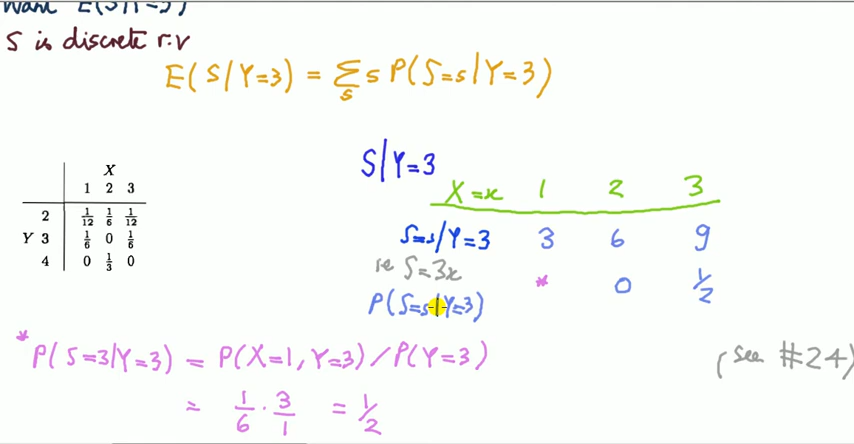 Want E(S|Y=3)
S is discrete r.v
E(S|Y=3) = ∑ₛ s P(S=s|Y=3)
S|Y=3
X
1 2 3
2 1/12 1/6 1/12
Y 3 1/6 0 1/6
4 0 1/3 0
X=x 1 2 3
S=s|Y=3 3 6 9
ie S=3x
P(S=s|Y=3) * 0 1/2
*P(S=3|Y=3) = P(X=1, Y=3) / P(Y=3)
= 1/6 · 3/1 = 1/2
(see #24)